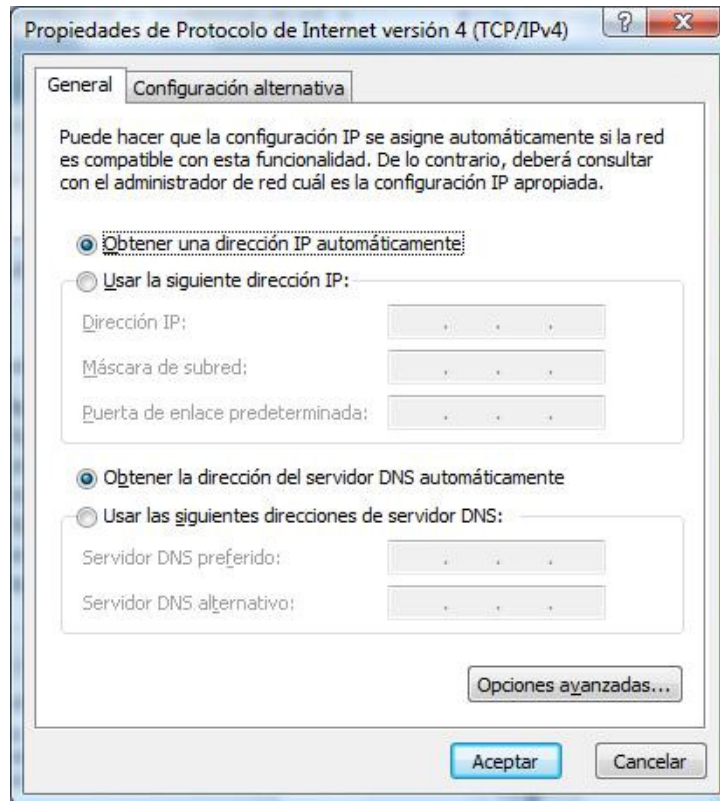 Propiedades de Protocolo de Internet versión 4 (TCP/IPv4)
General
Configuración alternativa
Puede hacer que la configuración IP se asigne automáticamente si la red
es compatible con esta funcionalidad. De lo contrario, deberá consultar
con el administrador de red cuál es la configuración IP apropiada.
Obtener una dirección IP automáticamente
Usar la siguiente dirección IP:
Dirección IP:
Máscara de subred:
Puerta de enlace predeterminada:
Obtener la dirección del servidor DNS automáticamente
Usar las siguientes direcciones de servidor DNS:
Servidor DNS preferido:
Servidor DNS alternativo:
Opciones avanzadas...
Aceptar
Cancelar